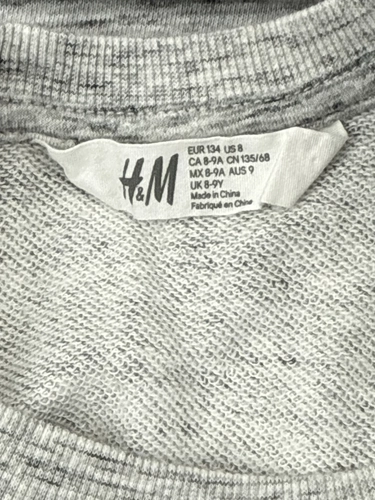 H&M
EUR 134 US 8
CA 8-9A CN 135/68
MX 8-9A AUS 9
UK 8-9Y
Made in China
Fabriqué en Chine